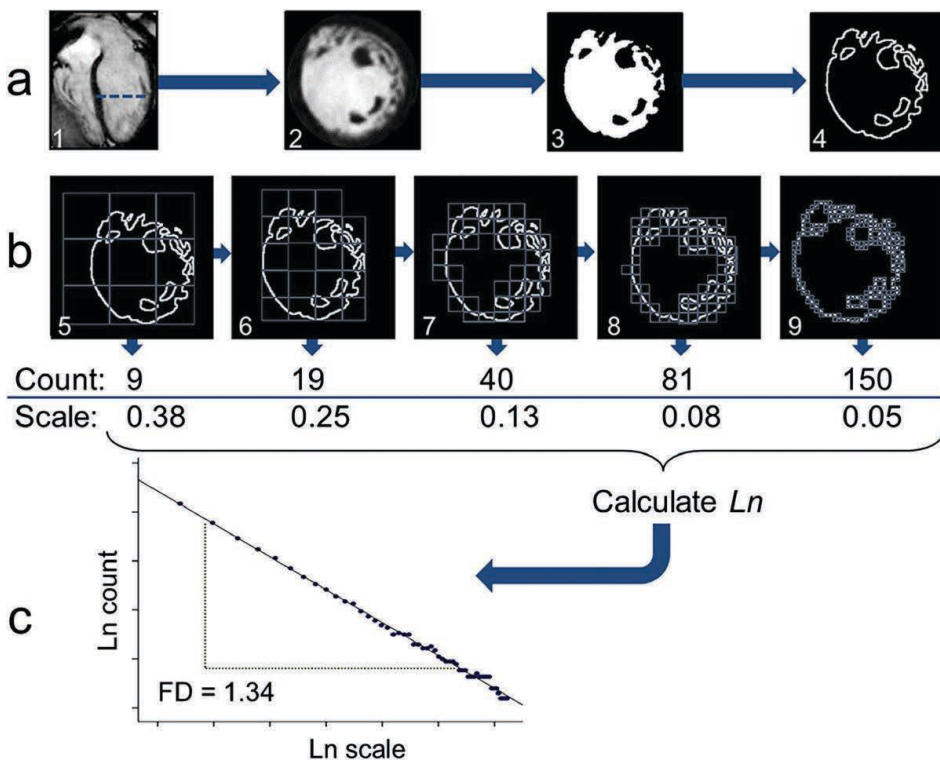 a
1
2
3
4
b
5
6
7
8
9
Count: 9 19 40 81 150
Scale: 0.38 0.25 0.13 0.08 0.05
Calculate Ln
c
Ln count
FD = 1.34
Ln scale